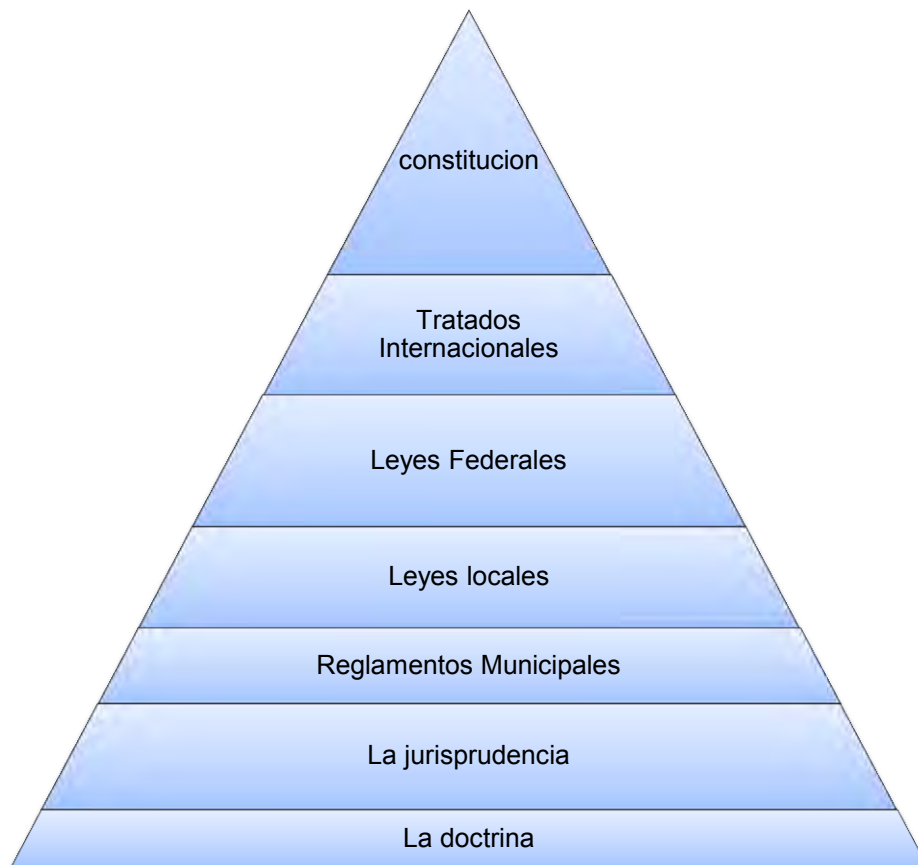 constitucion
Tratados
Internacionales
Leyes Federales
Leyes locales
Reglamentos Municipales
La jurisprudencia
La doctrina